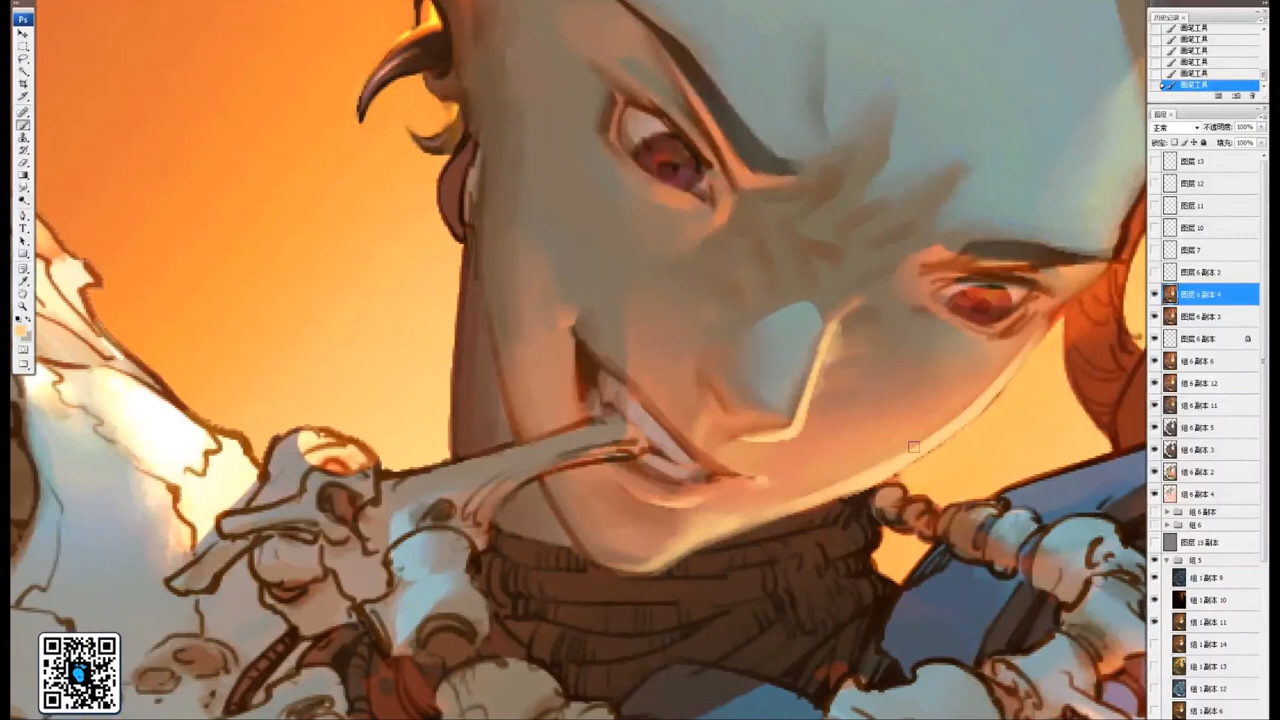 Ps
历史记录
画笔工具
画笔工具
画笔工具
画笔工具
画笔工具
画笔工具
图层
正常
不透明度: 100%
锁定:
填充: 100%
图层 13
图层 12
图层 11
图层 10
图层 7
图层 6 副本 2
图层 6 副本 4
图层 6 副本 3
图层 6 副本
组 6 副本 6
组 6 副本 12
组 6 副本 11
组 6 副本 5
组 6 副本 3
组 6 副本 2
组 6 副本 4
组 6 副本
组 6
图层 15 副本
组 5
组 1 副本 9
组 1 副本 10
组 1 副本 11
组 1 副本 14
组 1 副本 13
组 1 副本 12
组 1 副本 6